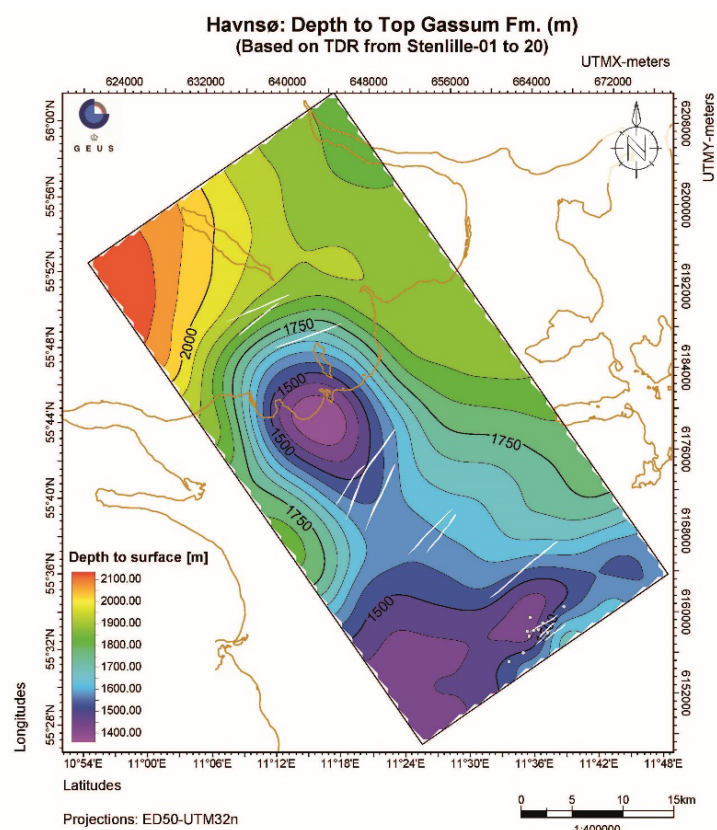 Havnsø: Depth to Top Gassum Fm. (m)
(Based on TDR from Stenlille-01 to 20)
UTMX-meters
624000 632000 640000 648000 656000 664000 672000
GEUS
N
UTMY-meters
6208000
6200000
6192000
6184000
6176000
6168000
6160000
6152000
56°00'N
55°56'N
55°52'N
55°48'N
55°44'N
55°40'N
55°36'N
55°32'N
55°28'N
2000
1750
1500
1500
1750
1750
1500
Depth to surface [m]
2100.00
2000.00
1900.00
1800.00
1700.00
1600.00
1500.00
1400.00
Longitudes
10°54'E 11°00'E 11°06'E 11°12'E 11°18'E 11°24'E 11°30'E 11°36'E 11°42'E 11°48'E
Latitudes
Projections: ED50-UTM32n
0 5 10 15km
1:400000